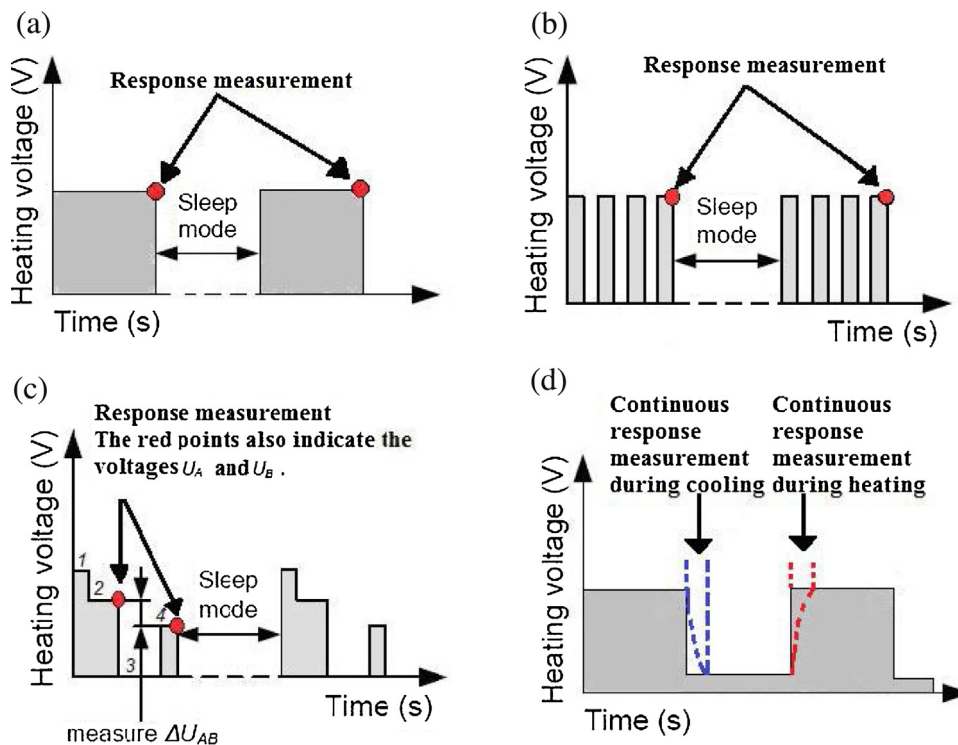 (a)
Heating voltage (V)
Response measurement
Sleep
mode
Time (s)
(b)
Heating voltage (V)
Response measurement
Sleep
mode
Time (s)
(c)
Heating voltage (V)
Response measurement
The red points also indicate the
voltages U_A and U_B .
1
2
3
4
Sleep
mode
Time (s)
measure ΔU_AB
(d)
Heating voltage (V)
Continuous
response
measurement
during cooling
Continuous
response
measurement
during heating
Time (s)